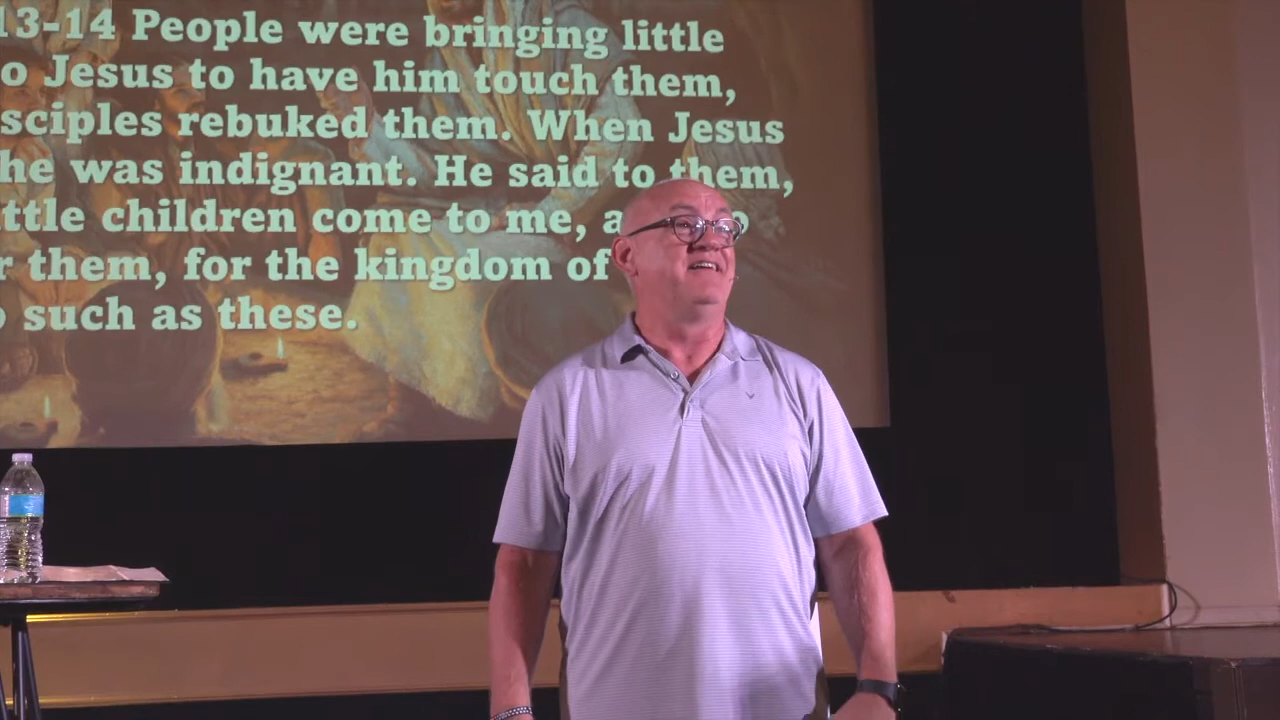 13-14 People were bringing little
o Jesus to have him touch them,
sciples rebuked them. When Jesus
he was indignant. He said to them,
ttle children come to me, a
r them, for the kingdom of
o such as these.